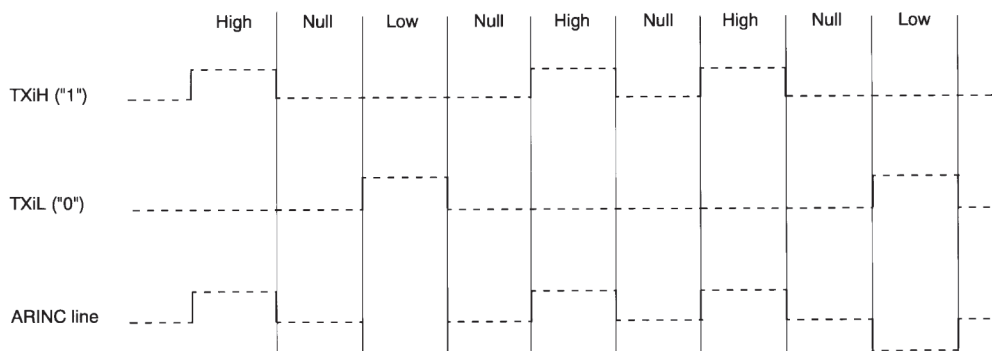 High Null Low Null High Null High Null Low
TXiH ("1")
TXiL ("0")
ARINC line